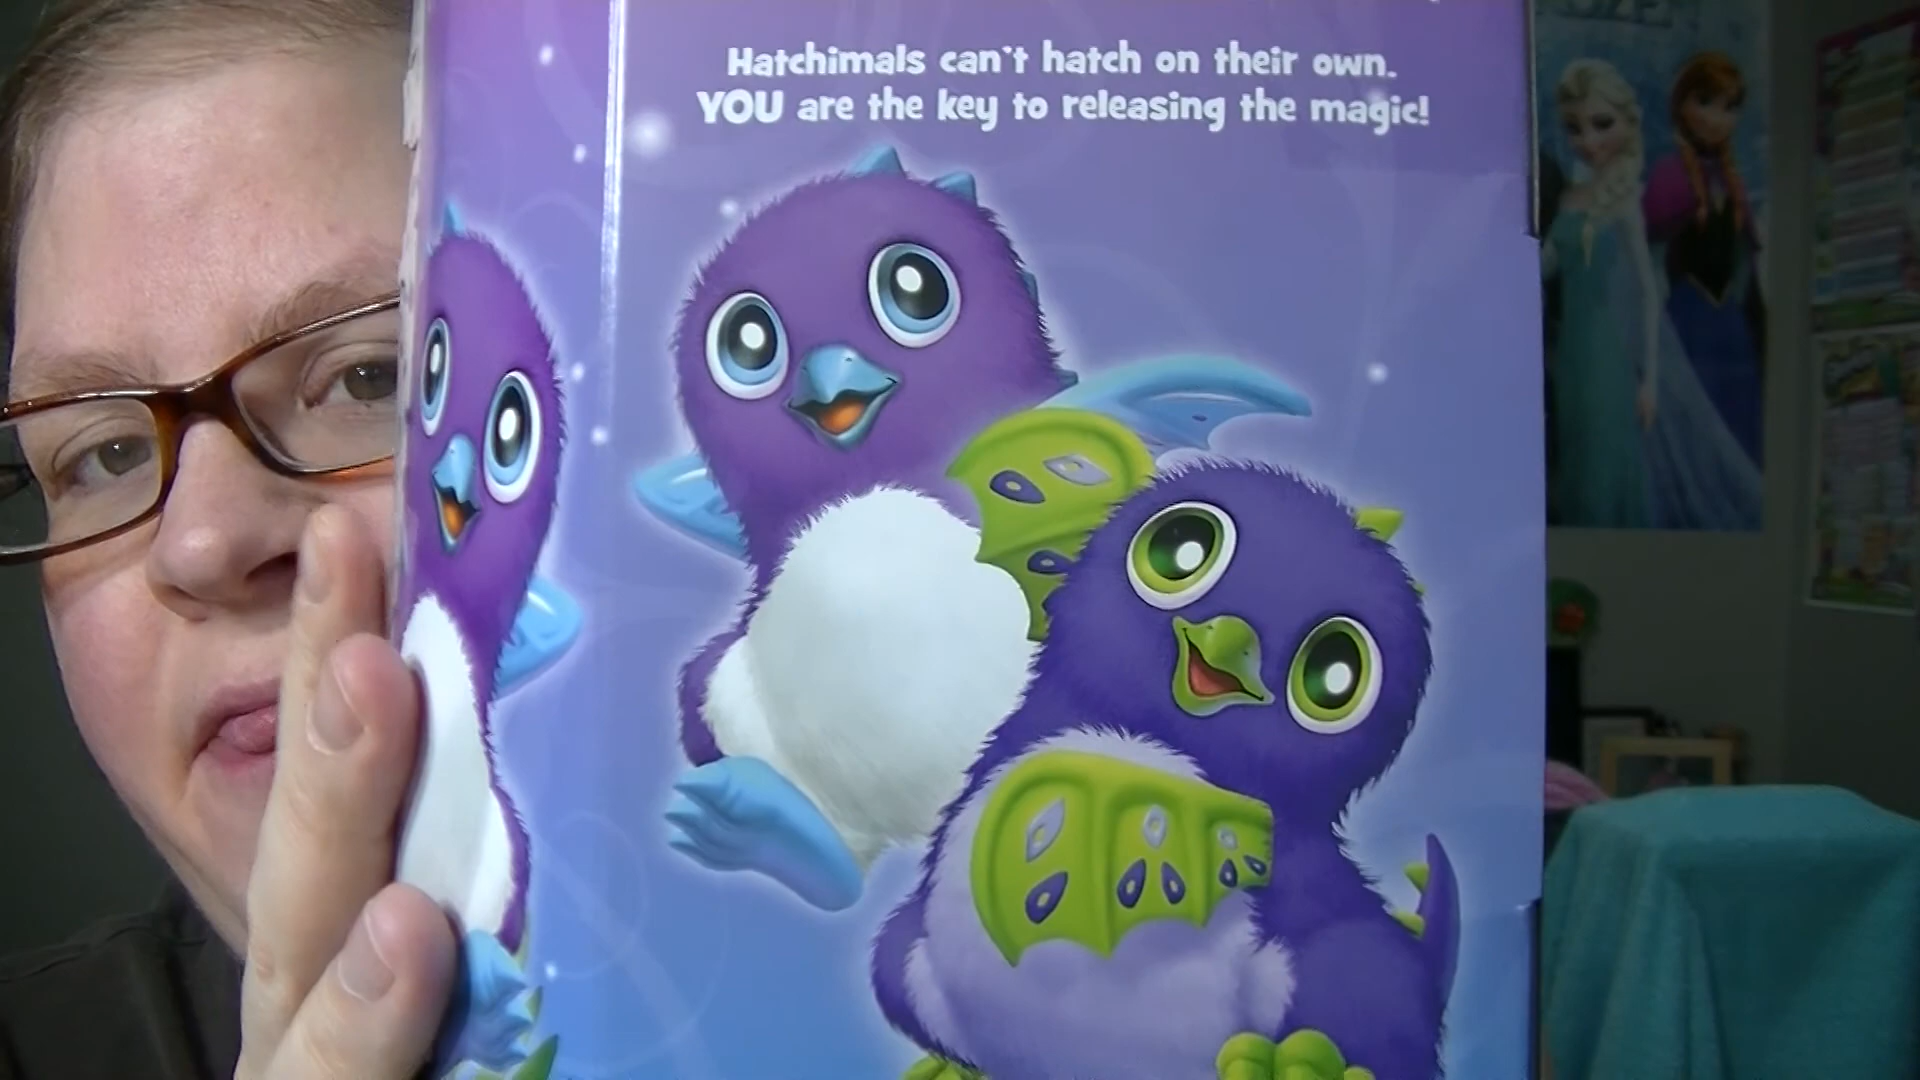 Hatchimals can't hatch on their own.
YOU are the key to releasing the magic!